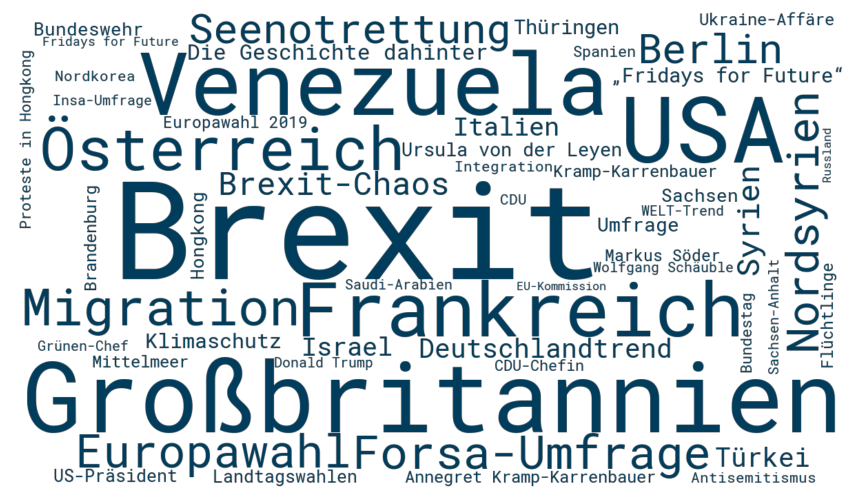 Bundeswehr
Seenotrettung
Thüringen
Ukraine-Affäre
Fridays for Future
Die Geschichte dahinter
Spanien
Berlin
Nordkorea
Venezuela
„Fridays for Future“
Insa-Umfrage
Proteste in Hongkong
Europawahl 2019
Italien
USA
Österreich
Ursula von der Leyen
Russland
Integration
Kramp-Karrenbauer
Brexit-Chaos
Brandenburg
Hongkong
Brexit
CDU
Sachsen
WELT-Trend
Umfrage
Syrien
Nordsyrien
Markus Söder
Wolfgang Schäuble
Saudi-Arabien
EU-Kommission
Migration
Frankreich
Bundestag
Sachsen-Anhalt
Flüchtlinge
Grünen-Chef
Klimaschutz
Israel
Deutschlandtrend
Mittelmeer
Donald Trump
CDU-Chefin
Großbritannien
Europawahl
Forsa-Umfrage
Türkei
US-Präsident
Landtagswahlen
Annegret Kramp-Karrenbauer
Antisemitismus